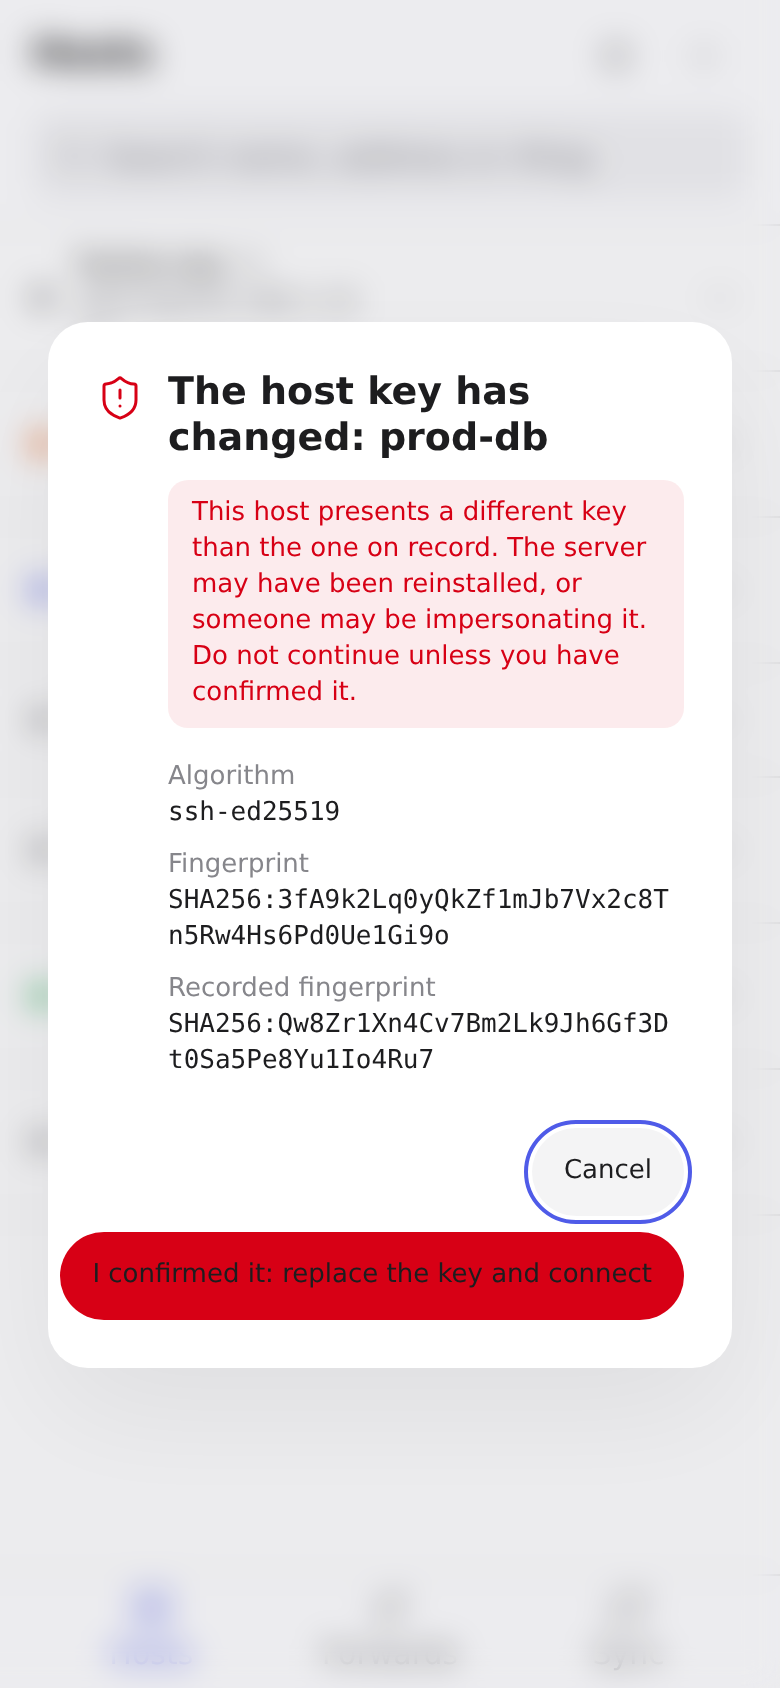 The host key has
changed: prod-db
This host presents a different key
than the one on record. The server
may have been reinstalled, or
someone may be impersonating it.
Do not continue unless you have
confirmed it.
Algorithm
ssh-ed25519
Fingerprint
SHA256:3fA9k2Lq0yQkZf1mJb7Vx2c8T
n5Rw4Hs6Pd0Ue1Gi9o
Recorded fingerprint
SHA256:Qw8Zr1Xn4Cv7Bm2Lk9Jh6Gf3D
t0Sa5Pe8Yu1Io4Ru7
Cancel
I confirmed it: replace the key and connect
Hosts
Forwards
Sync